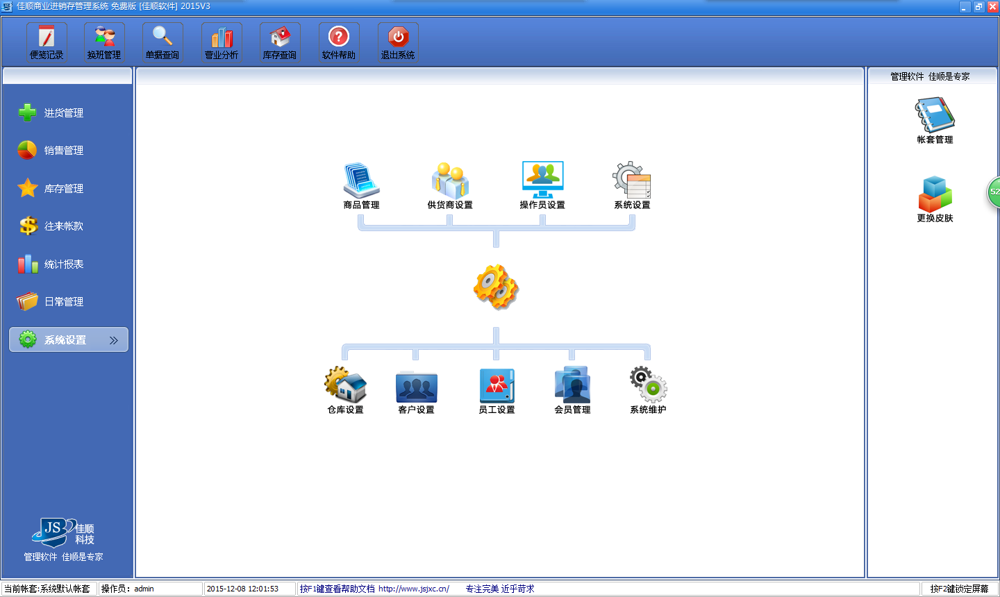 佳顺商业进销存管理系统 免费版 [佳顺软件] 2015V3
便笺记录
换班管理
单据查询
营业分析
库存查询
软件帮助
退出系统
进货管理
销售管理
库存管理
往来帐款
统计报表
日常管理
系统设置
JS 佳顺
科技
管理软件 佳顺是专家
商品管理
供货商设置
操作员设置
系统设置
仓库设置
客户设置
员工设置
会员管理
系统维护
管理软件 佳顺是专家
帐套管理
更换皮肤
52
当前帐套:系统默认帐套
操作员：admin
2015-12-08 12:01:53
按F1键查看帮助文档 http://www.jsjxc.cn/ 专注完美 近乎苛求
按F2键锁定屏幕